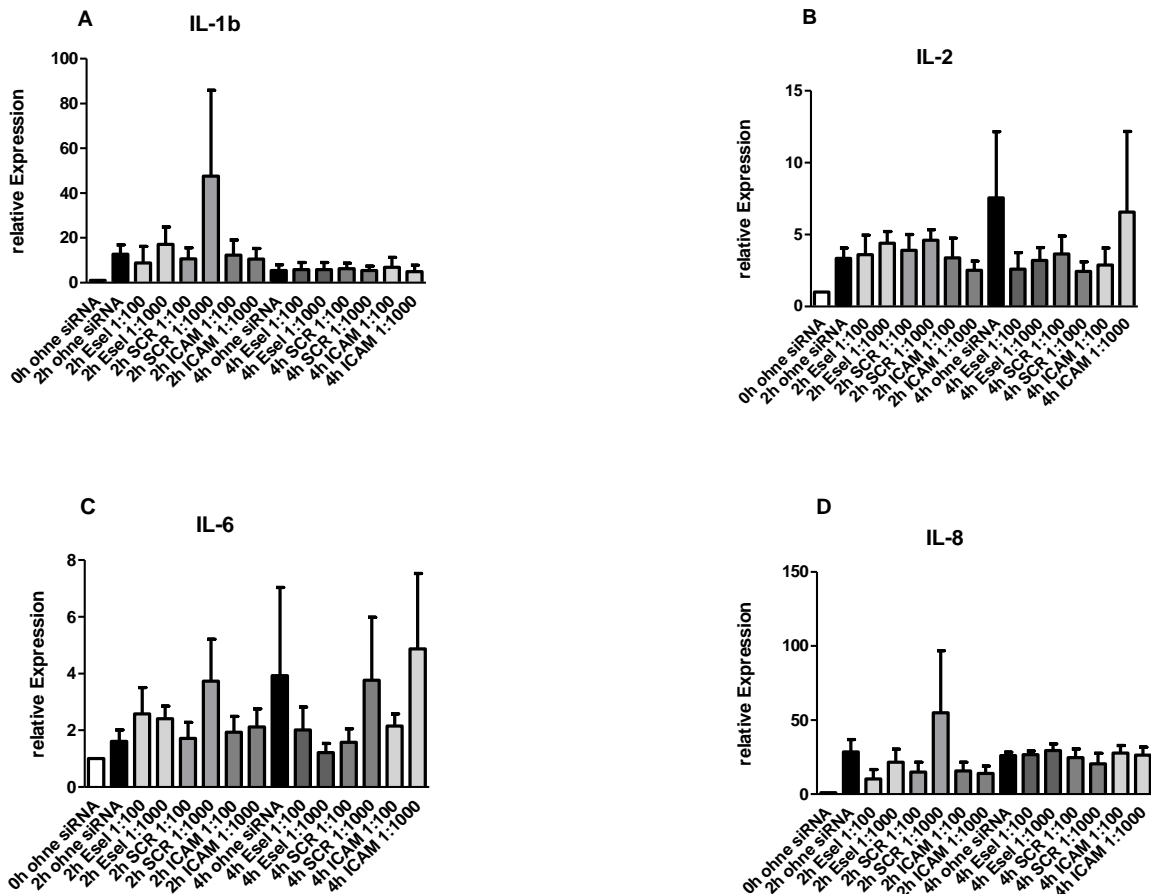 A
IL-1b
relative Expression
100
80
60
40
20
0
0h ohne siRNA
2h ohne siRNA
2h Esel 1:100
2h Esel 1:1000
2h SCR 1:100
2h SCR 1:1000
2h ICAM 1:100
2h ICAM 1:1000
4h ohne siRNA
4h Esel 1:100
4h Esel 1:1000
4h SCR 1:100
4h SCR 1:1000
4h ICAM 1:100
4h ICAM 1:1000
B
IL-2
relative Expression
15
10
5
0
0h ohne siRNA
2h ohne siRNA
2h Esel 1:100
2h Esel 1:1000
2h SCR 1:100
2h SCR 1:1000
2h ICAM 1:100
2h ICAM 1:1000
4h ohne siRNA
4h Esel 1:100
4h Esel 1:1000
4h SCR 1:100
4h SCR 1:1000
4h ICAM 1:100
4h ICAM 1:1000
C
IL-6
relative Expression
8
6
4
2
0
0h ohne siRNA
2h ohne siRNA
2h Esel 1:100
2h Esel 1:1000
2h SCR 1:100
2h SCR 1:1000
2h ICAM 1:100
2h ICAM 1:1000
4h ohne siRNA
4h Esel 1:100
4h Esel 1:1000
4h SCR 1:100
4h SCR 1:1000
4h ICAM 1:100
4h ICAM 1:1000
D
IL-8
relative Expression
150
100
50
0
0h ohne siRNA
2h ohne siRNA
2h Esel 1:100
2h Esel 1:1000
2h SCR 1:100
2h SCR 1:1000
2h ICAM 1:100
2h ICAM 1:1000
4h ohne siRNA
4h Esel 1:100
4h Esel 1:1000
4h SCR 1:100
4h SCR 1:1000
4h ICAM 1:100
4h ICAM 1:1000